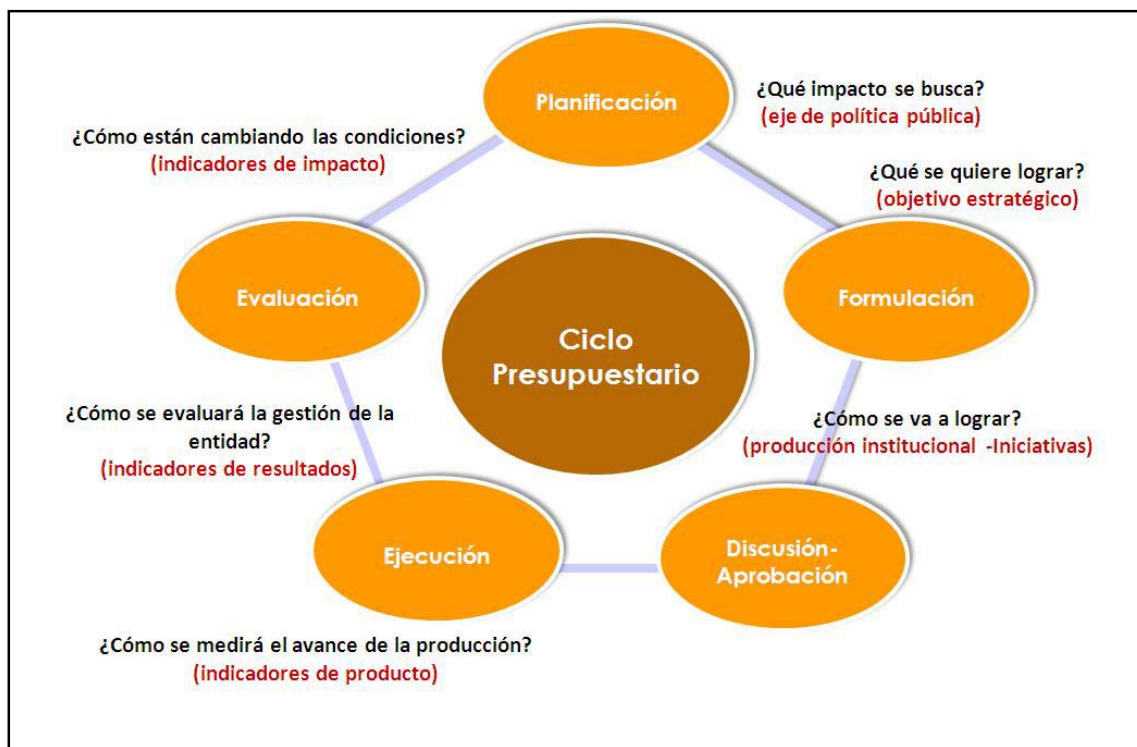 Planificación
¿Qué impacto se busca?
(eje de política pública)
¿Cómo están cambiando las condiciones?
(indicadores de impacto)
¿Qué se quiere lograr?
(objetivo estratégico)
Evaluación
Formulación
Ciclo
Presupuestario
¿Cómo se evaluará la gestión de la
entidad?
(indicadores de resultados)
¿Cómo se va a lograr?
(producción institucional -Iniciativas)
Ejecución
Discusión-
Aprobación
¿Cómo se medirá el avance de la producción?
(indicadores de producto)